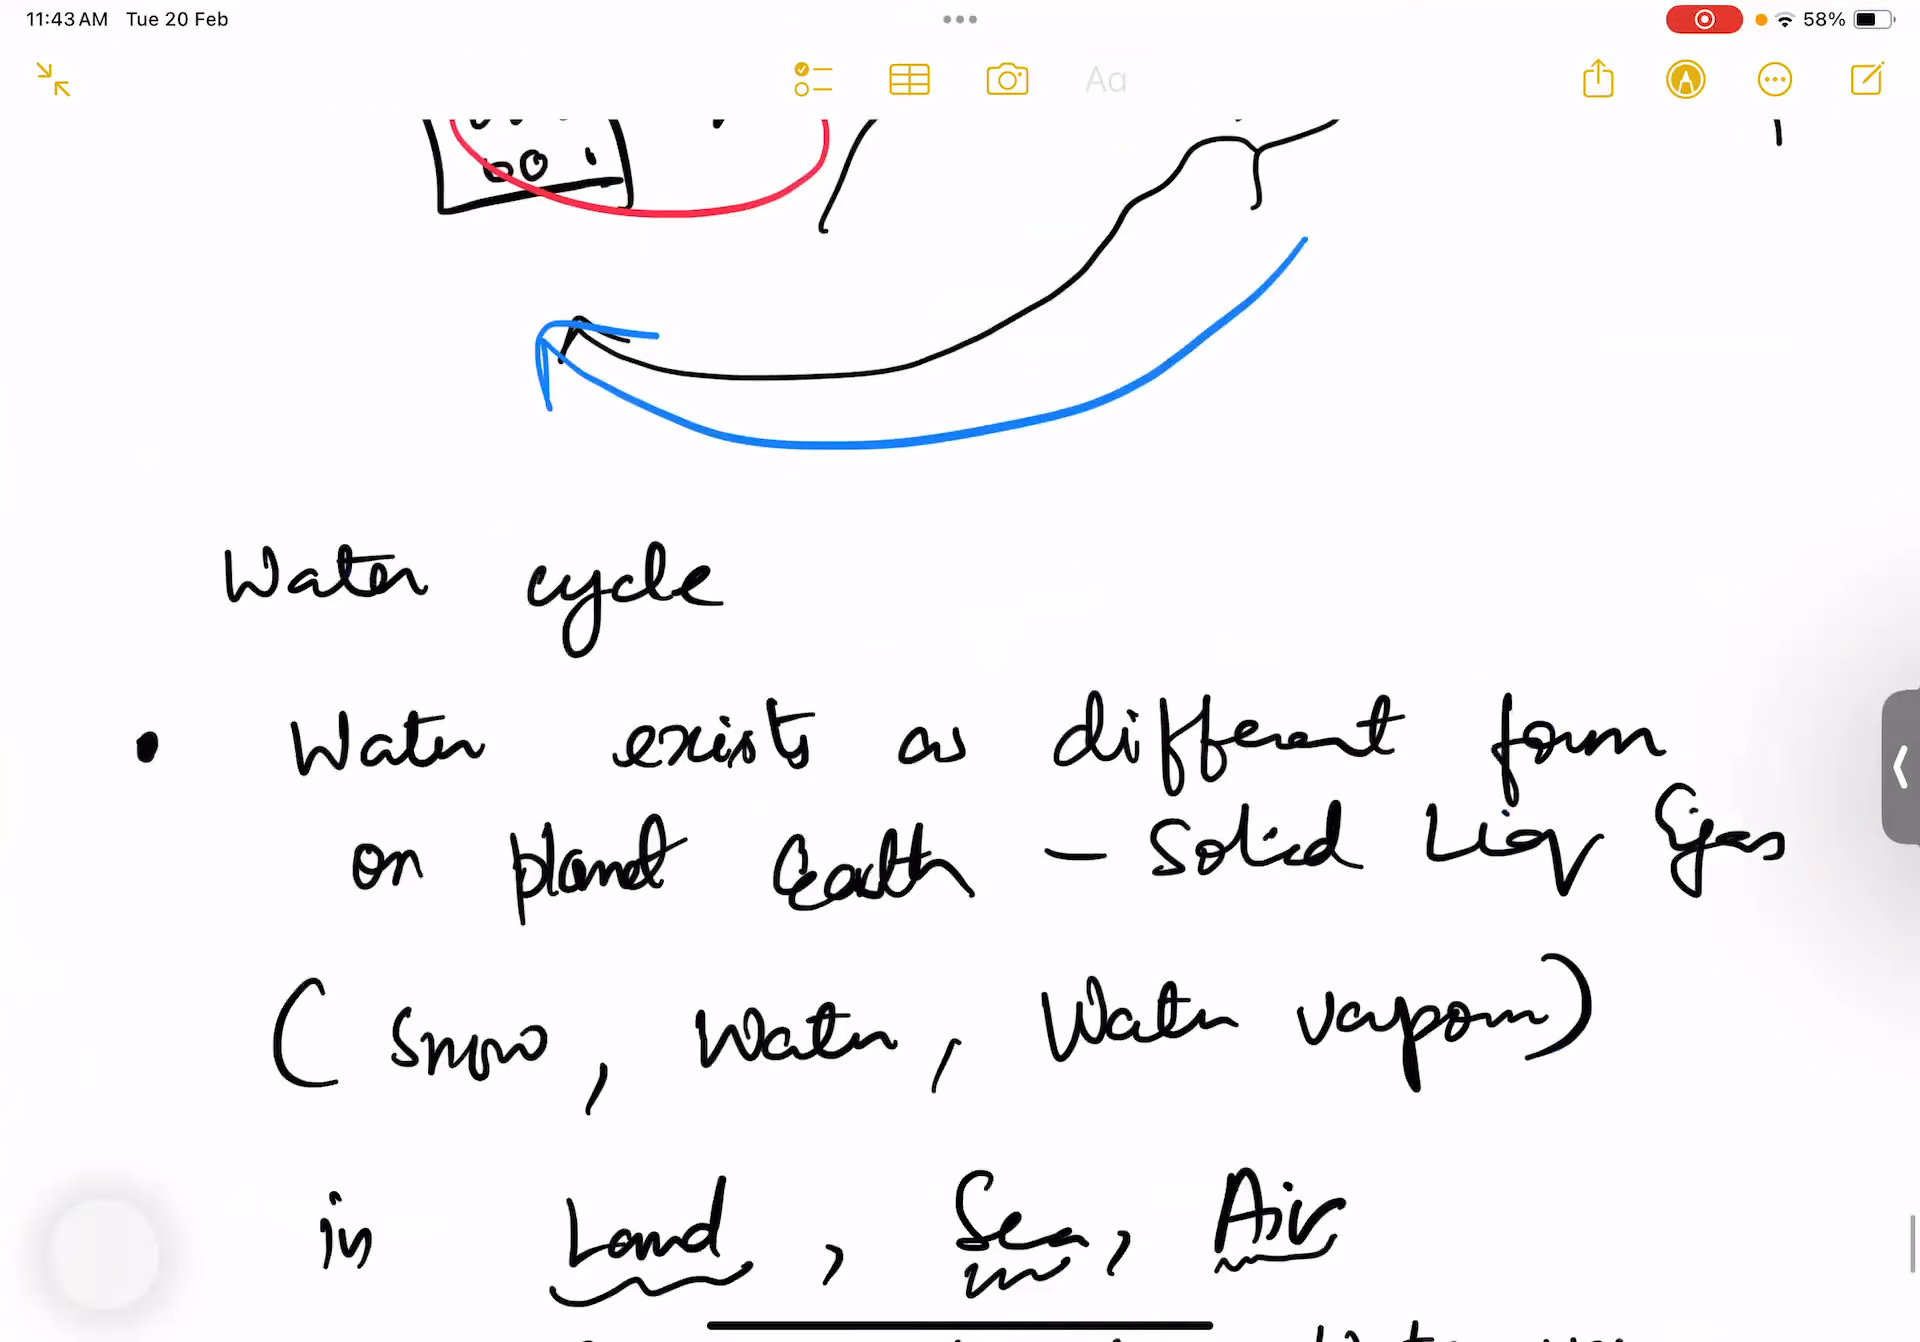 11:43 AM Tue 20 Feb
58%
Aa
Water cycle
• Water exists as different form
on planet Earth – Solid Liq Gas
(Snow, Water, Water vapour)
in Land, Sea, Air